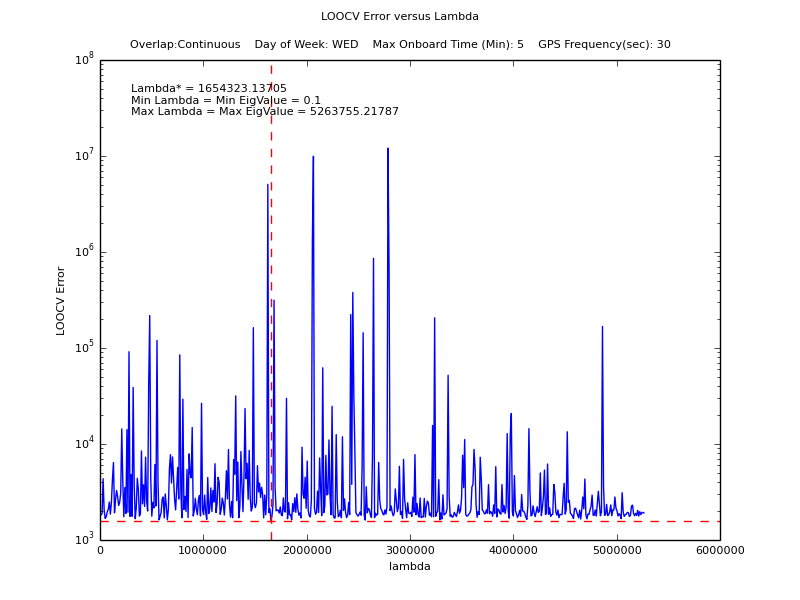 LOOCV Error versus Lambda
Overlap:Continuous Day of Week: WED Max Onboard Time (Min): 5 GPS Frequency(sec): 30
10^8
Lambda* = 1654323.13705
Min Lambda = Min EigValue = 0.1
Max Lambda = Max EigValue = 5263755.21787
10^7
10^6
LOOCV Error
10^5
10^4
10^3
0 1000000 2000000 3000000 4000000 5000000 6000000
lambda